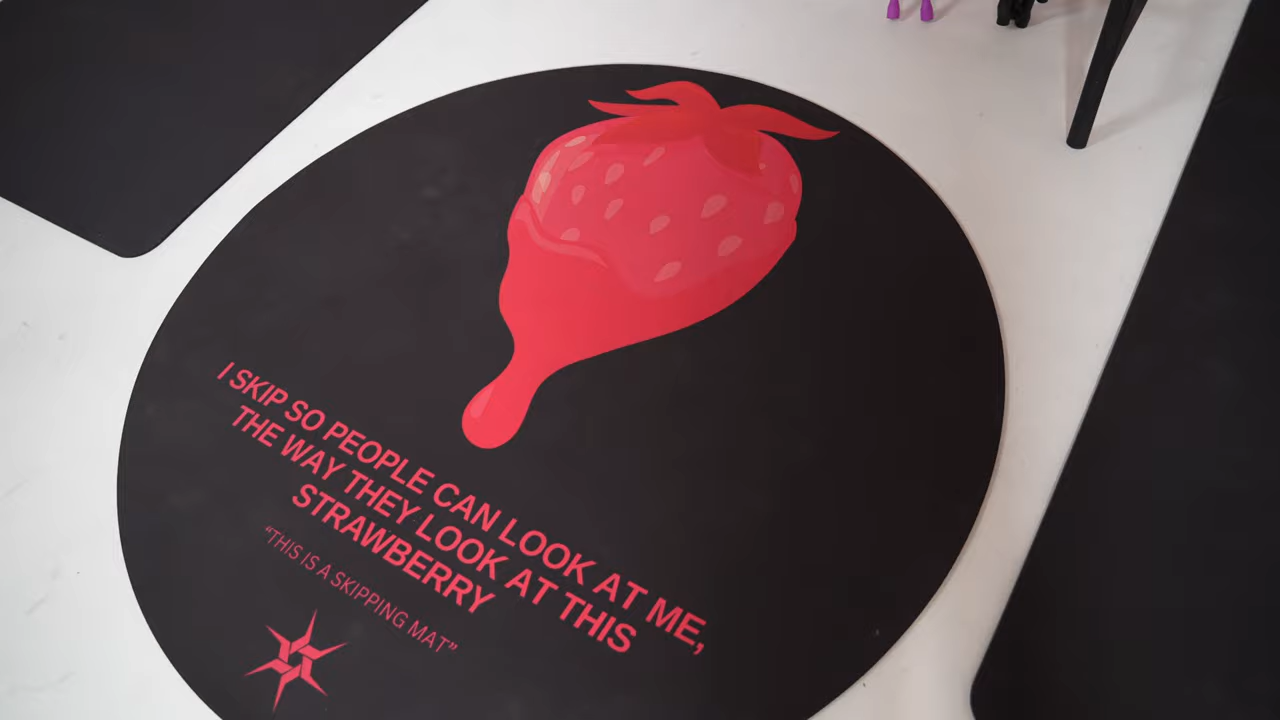 I SKIP SO PEOPLE CAN LOOK AT ME,
THE WAY THEY LOOK AT THIS
STRAWBERRY
“THIS IS A SKIPPING MAT”